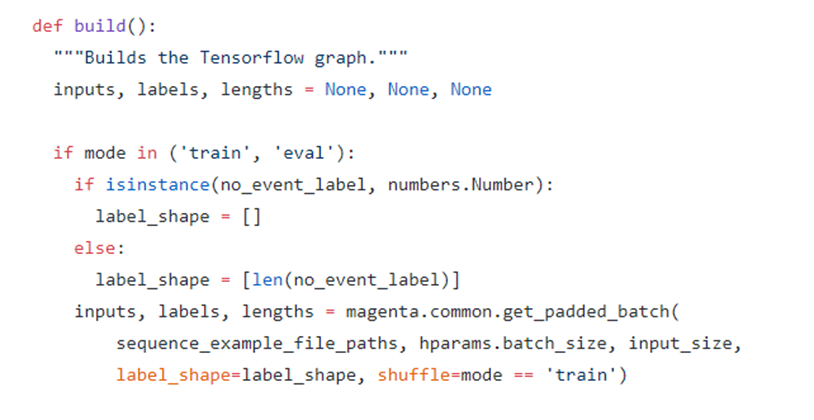 def build():
  """Builds the Tensorflow graph."""
  inputs, labels, lengths = None, None, None

  if mode in ('train', 'eval'):
    if isinstance(no_event_label, numbers.Number):
      label_shape = []
    else:
      label_shape = [len(no_event_label)]
    inputs, labels, lengths = magenta.common.get_padded_batch(
        sequence_example_file_paths, hparams.batch_size, input_size,
        label_shape=label_shape, shuffle=mode == 'train')